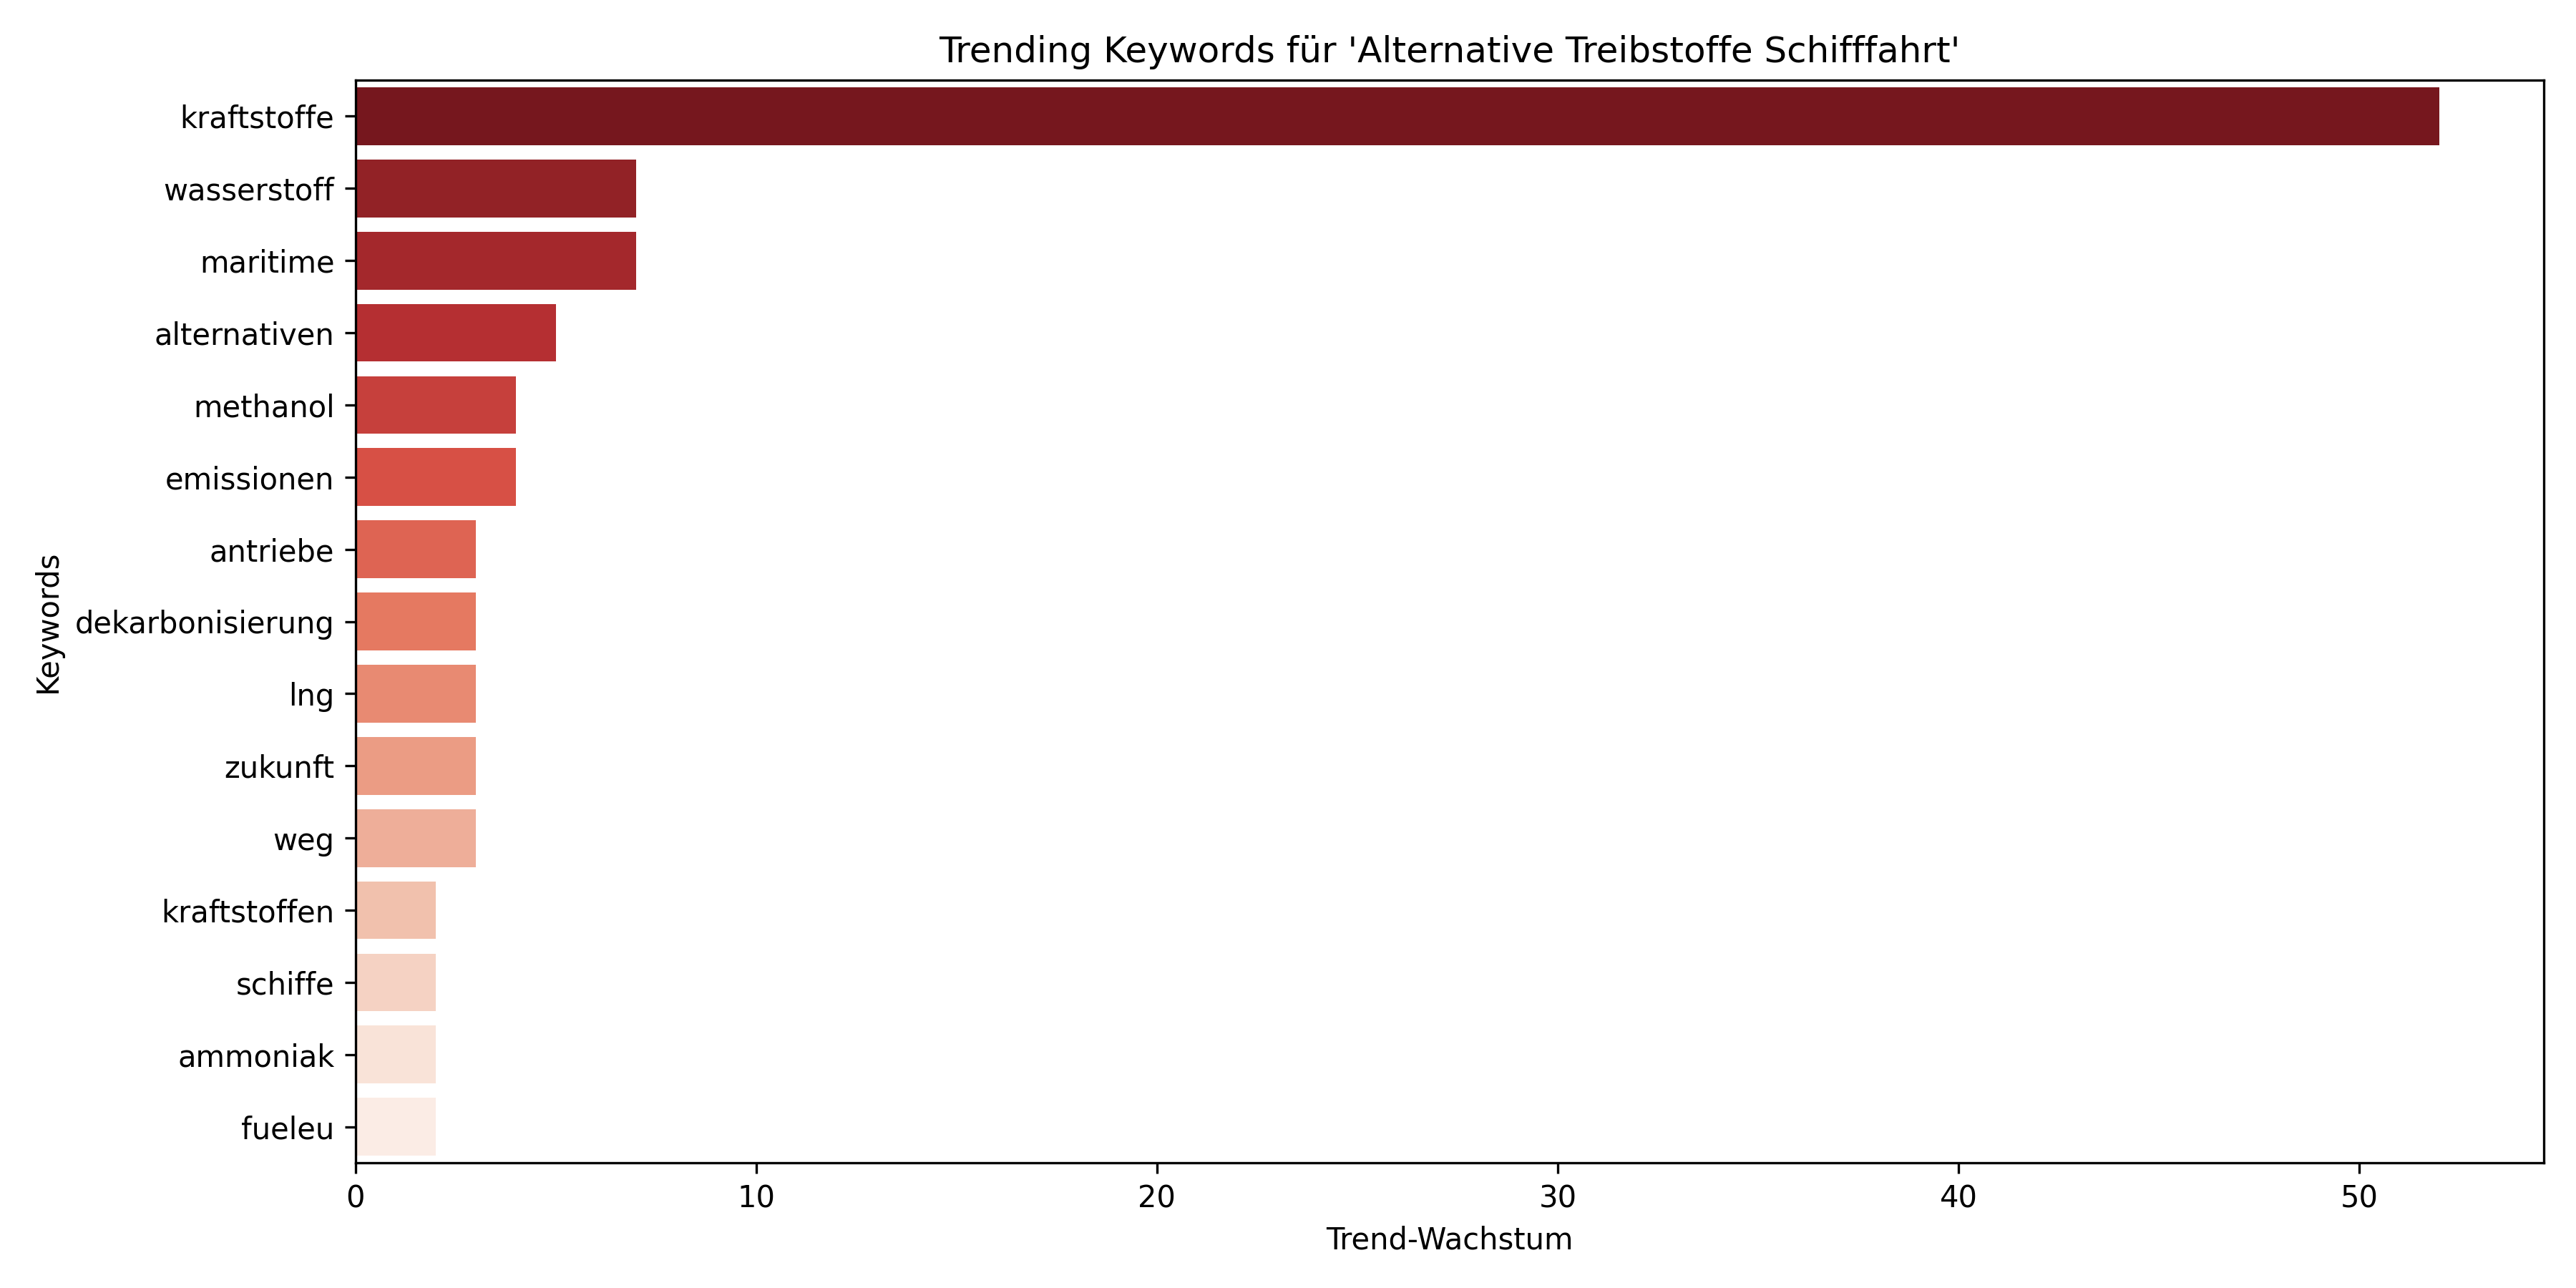 Trending Keywords für 'Alternative Treibstoffe Schifffahrt'
kraftstoffe
wasserstoff
maritime
alternativen
methanol
emissionen
antriebe
dekarbonisierung
lng
zukunft
weg
kraftstoffen
schiffe
ammoniak
fueleu
Keywords
0 10 20 30 40 50
Trend-Wachstum